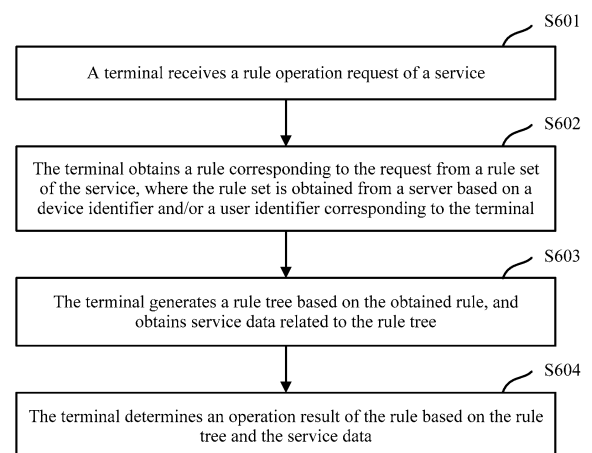 S601
A terminal receives a rule operation request of a service
S602
The terminal obtains a rule corresponding to the request from a rule set
of the service, where the rule set is obtained from a server based on a
device identifier and/or a user identifier corresponding to the terminal
S603
The terminal generates a rule tree based on the obtained rule, and
obtains service data related to the rule tree
S604
The terminal determines an operation result of the rule based on the rule
tree and the service data